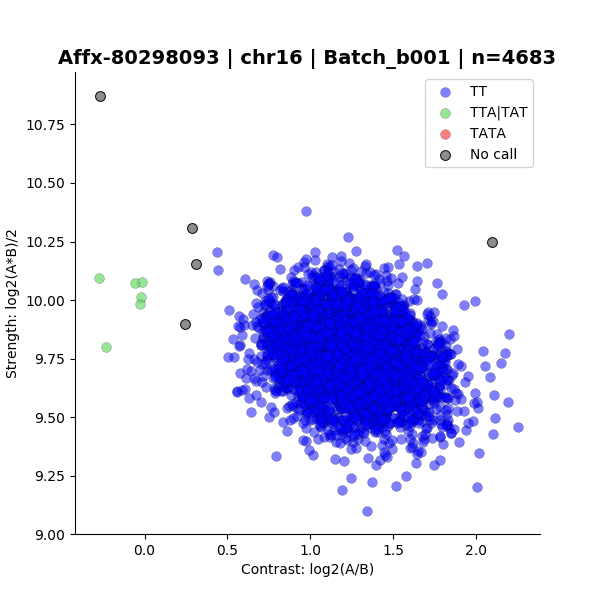 Affx-80298093 | chr16 | Batch_b001 | n=4683
TT
TTA|TAT
TATA
No call
Strength: log2(A*B)/2
10.75
10.50
10.25
10.00
9.75
9.50
9.25
9.00
0.0 0.5 1.0 1.5 2.0
Contrast: log2(A/B)